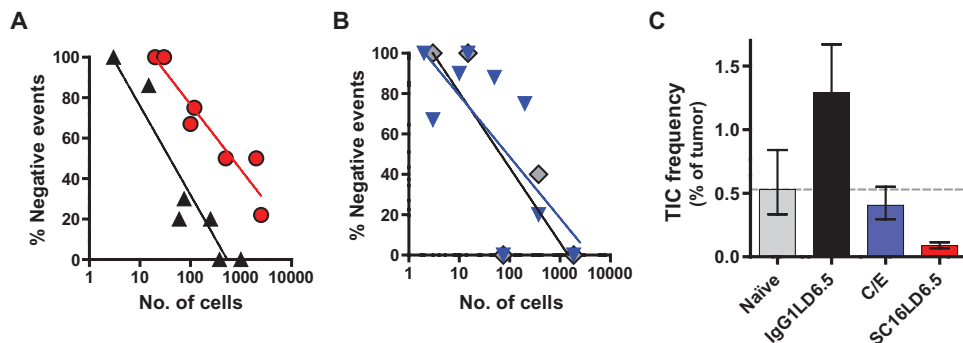 A
% Negative events
100
80
60
40
20
0
1
10
100
1000
10000
No. of cells
B
% Negative events
100
80
60
40
20
0
1
10
100
1000
10000
No. of cells
C
TIC frequency
(% of tumor)
1.5
1.0
0.5
0.0
Naïve
IgG1LD6.5
C/E
SC16LD6.5